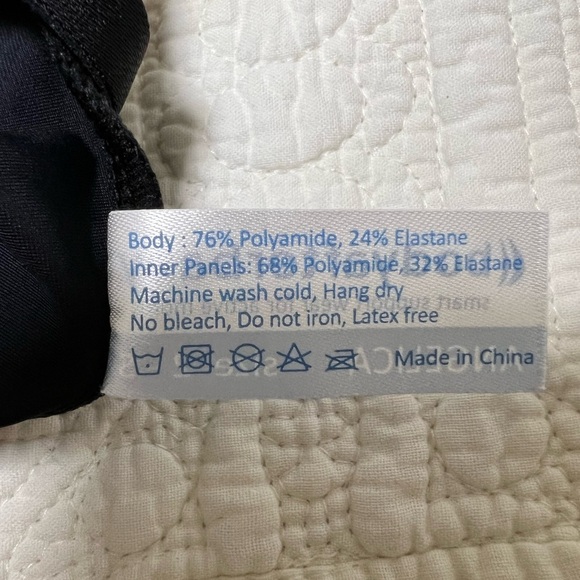 Body : 76% Polyamide, 24% Elastane
Inner Panels: 68% Polyamide, 32% Elastane
Machine wash cold, Hang dry
No bleach, Do not iron, Latex free
Made in China